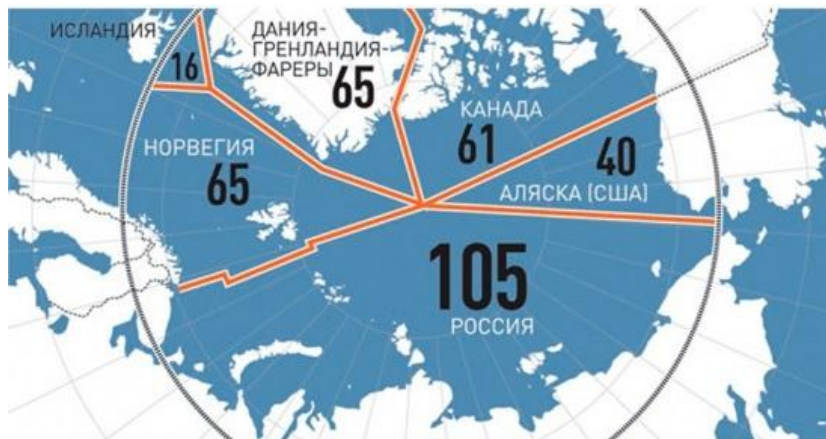 ИСЛАНДИЯ
16
ДАНИЯ-
ГРЕНЛАНДИЯ-
ФАРЕРЫ
65
КАНАДА
61
НОРВЕГИЯ
65
40
АЛЯСКА (США)
105
РОССИЯ